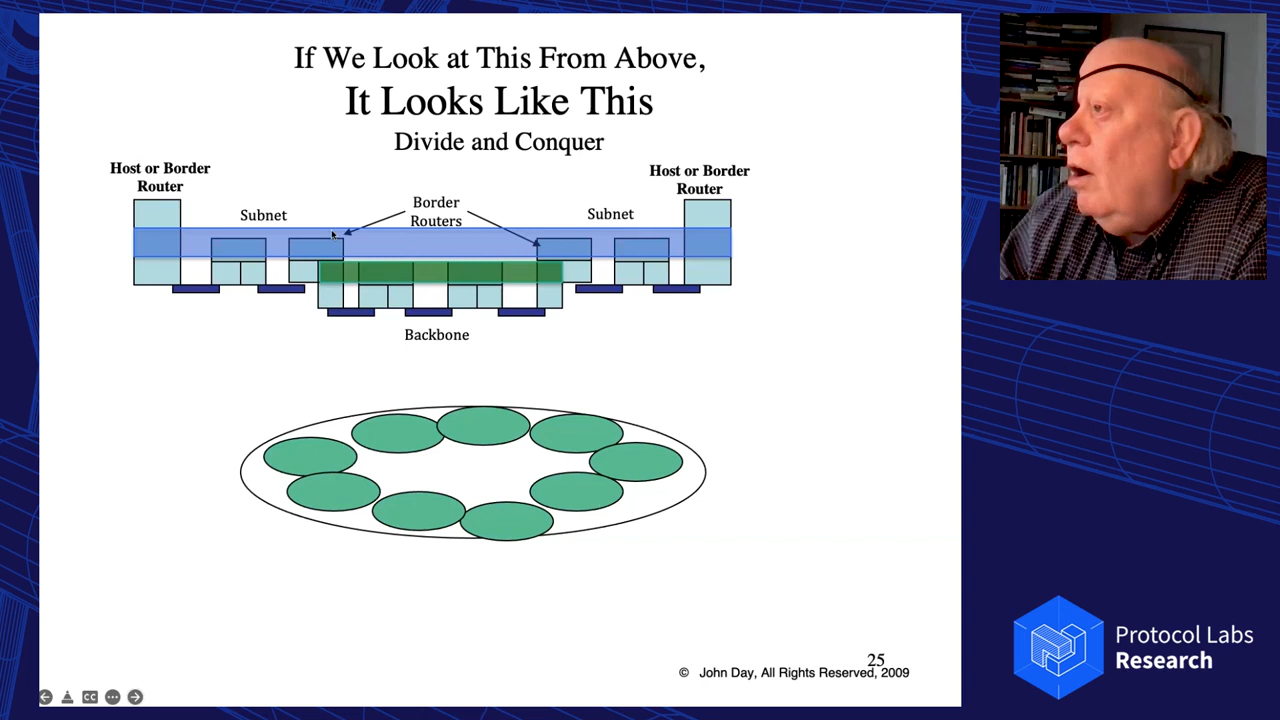 If We Look at This From Above,
It Looks Like This
Divide and Conquer
Host or Border
Router
Host or Border
Router
Subnet
Border
Routers
Subnet
Backbone
25
© John Day, All Rights Reserved, 2009
CC
Protocol Labs
Research